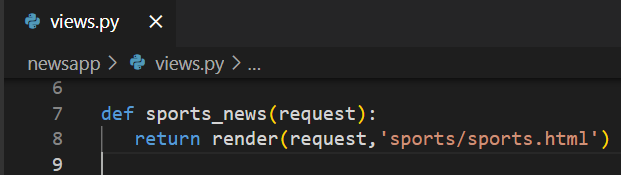 views.py ×
newsapp > views.py > ...
6
7 def sports_news(request):
8 return render(request,'sports/sports.html')
9